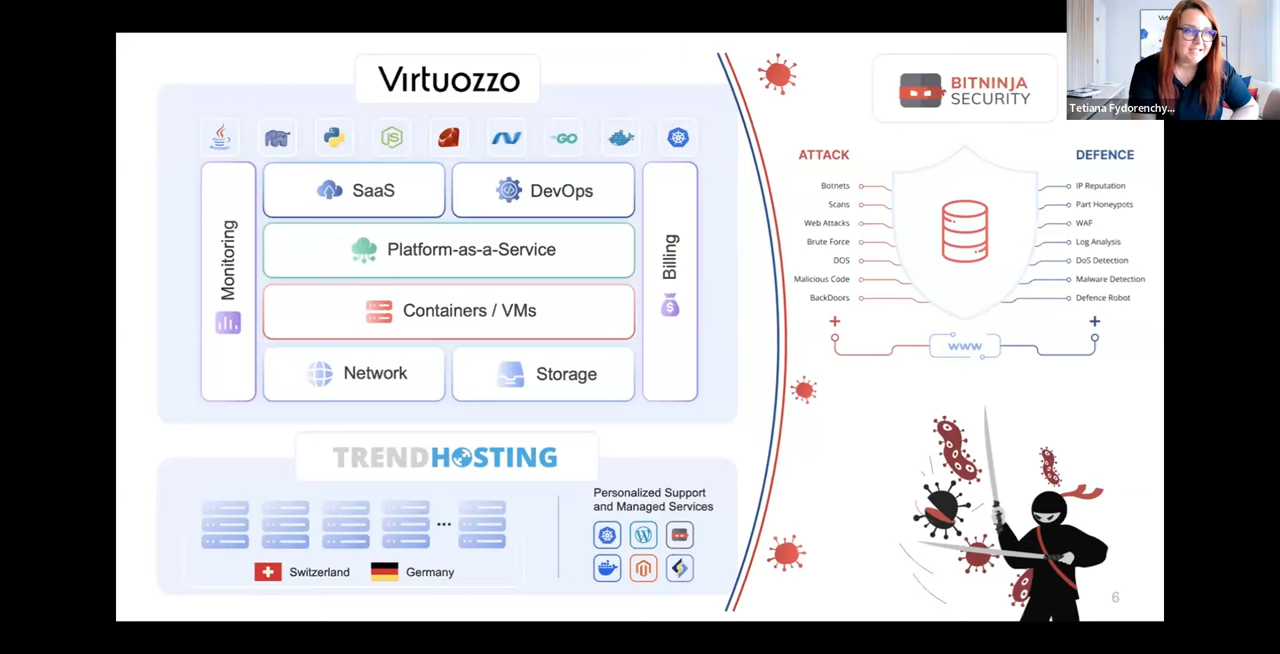 Virtuozzo
GO
Monitoring
SaaS
DevOps
Platform-as-a-Service
Containers / VMs
Network
Storage
Billing
TRENDHOSTING
Switzerland
Germany
Personalized Support
and Managed Services
BITNINJA
SECURITY
ATTACK
Botnets
Scans
Web Attacks
Brute Force
DOS
Malicious Code
BackDoors
DEFENCE
IP Reputation
Part Honeypots
WAF
Log Analysis
DoS Detection
Malware Detection
Defence Robot
www
6
Tetiana Fydorenchy...